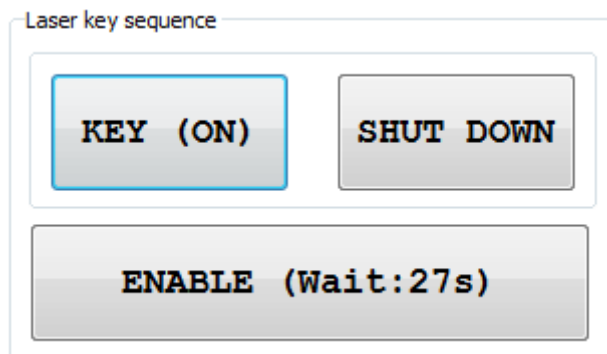 Laser key sequence
KEY (ON)
SHUT DOWN
ENABLE (Wait:27s)